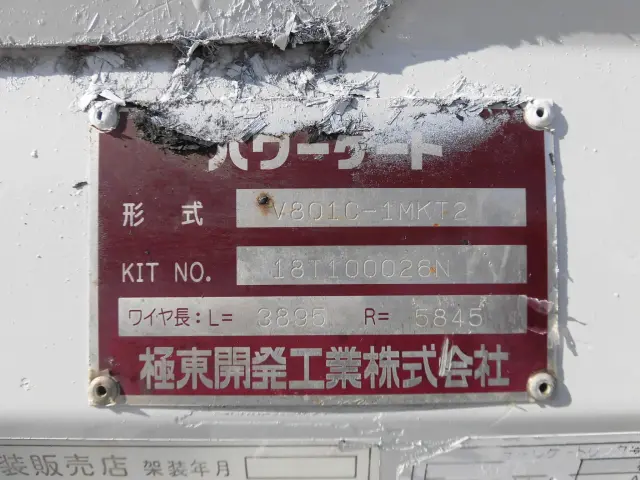 パワーゲート
形式 V801C-1MKT2
KIT NO. 18T100026N
ワイヤ長:L= 3895 R= 5845
極東開発工業株式会社
装販売店 架装年月